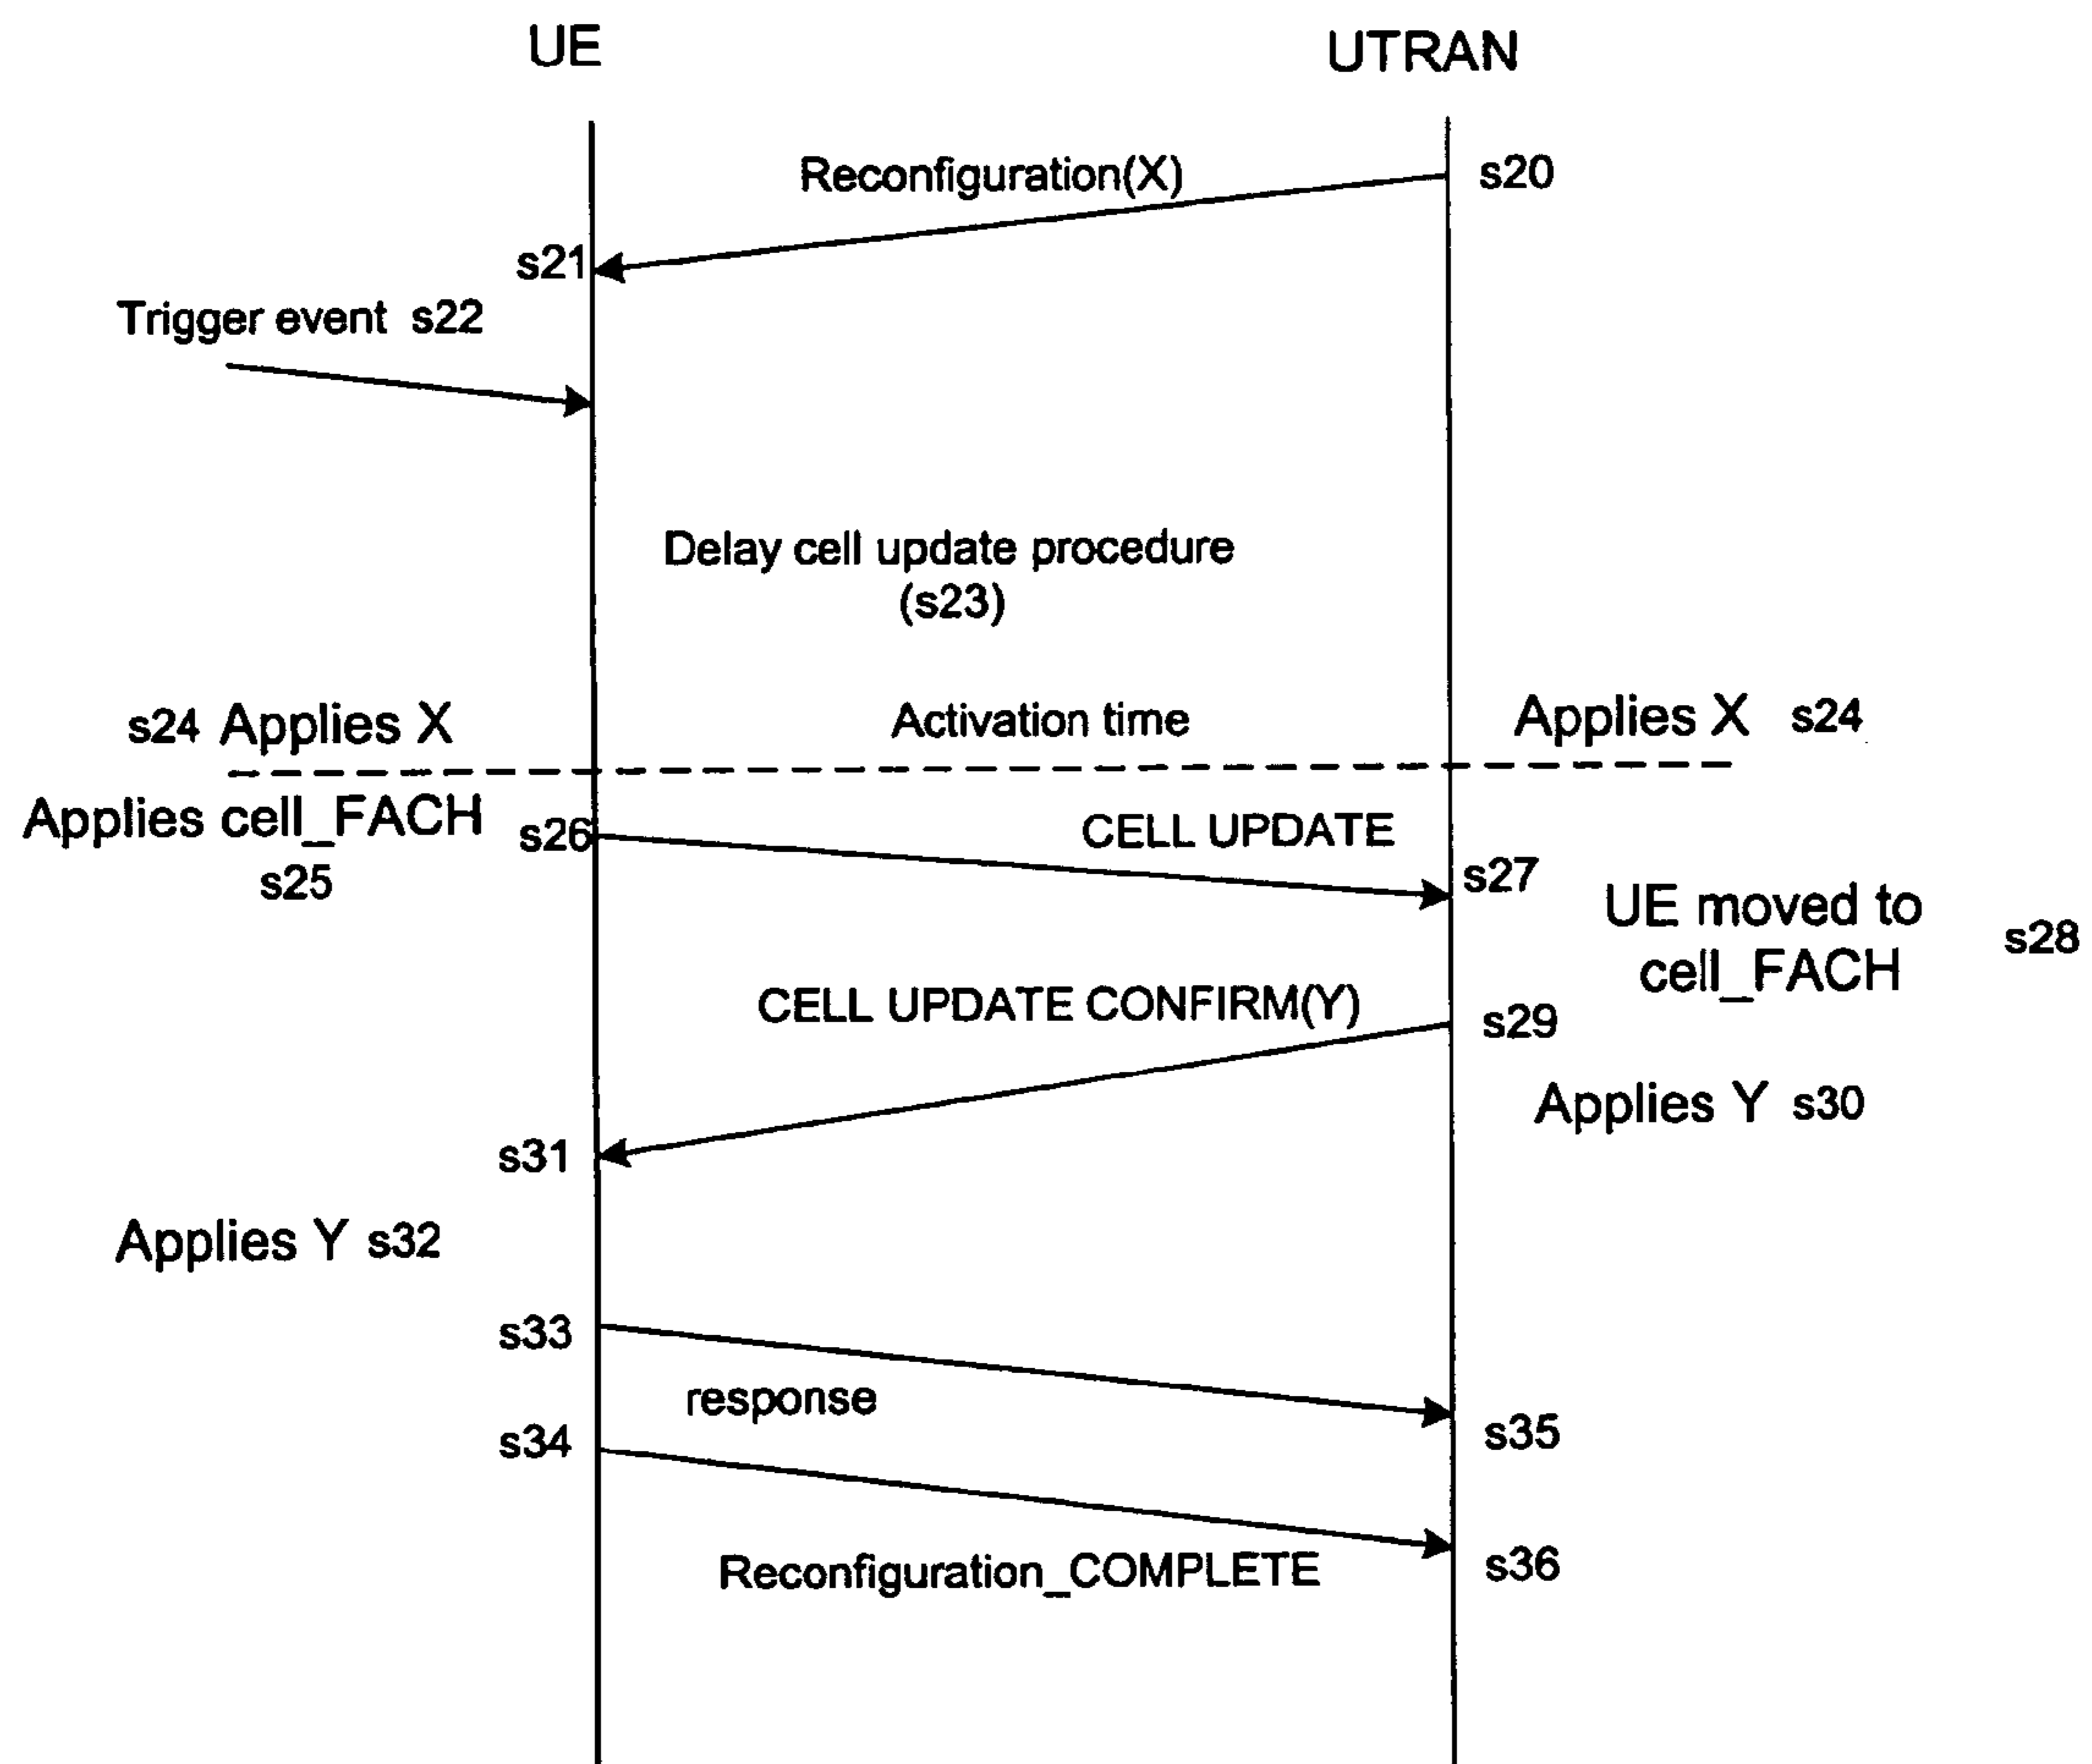 UE
UTRAN
Reconfiguration(X)
s20
s21
Trigger event s22
Delay cell update procedure
(s23)
s24 Applies X
Activation time
Applies X s24
Applies cell_FACH
s25
s26
CELL UPDATE
s27
UE moved to
cell_FACH
s28
CELL UPDATE CONFIRM(Y)
s29
Applies Y s30
s31
Applies Y s32
s33
response
s35
s34
Reconfiguration_COMPLETE
s36